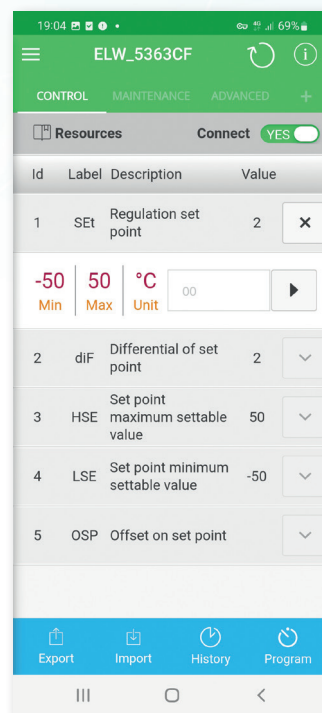 19:04 69%
ELW_5363CF
CONTROL MAINTENANCE ADVANCED +
Resources Connect YES
Id Label Description Value
1 SEt Regulation set point 2 ×
-50 50 °C 00
Min Max Unit
2 diF Differential of set point 2
3 HSE Set point maximum settable value 50
4 LSE Set point minimum settable value -50
5 OSP Offset on set point
Export Import History Program